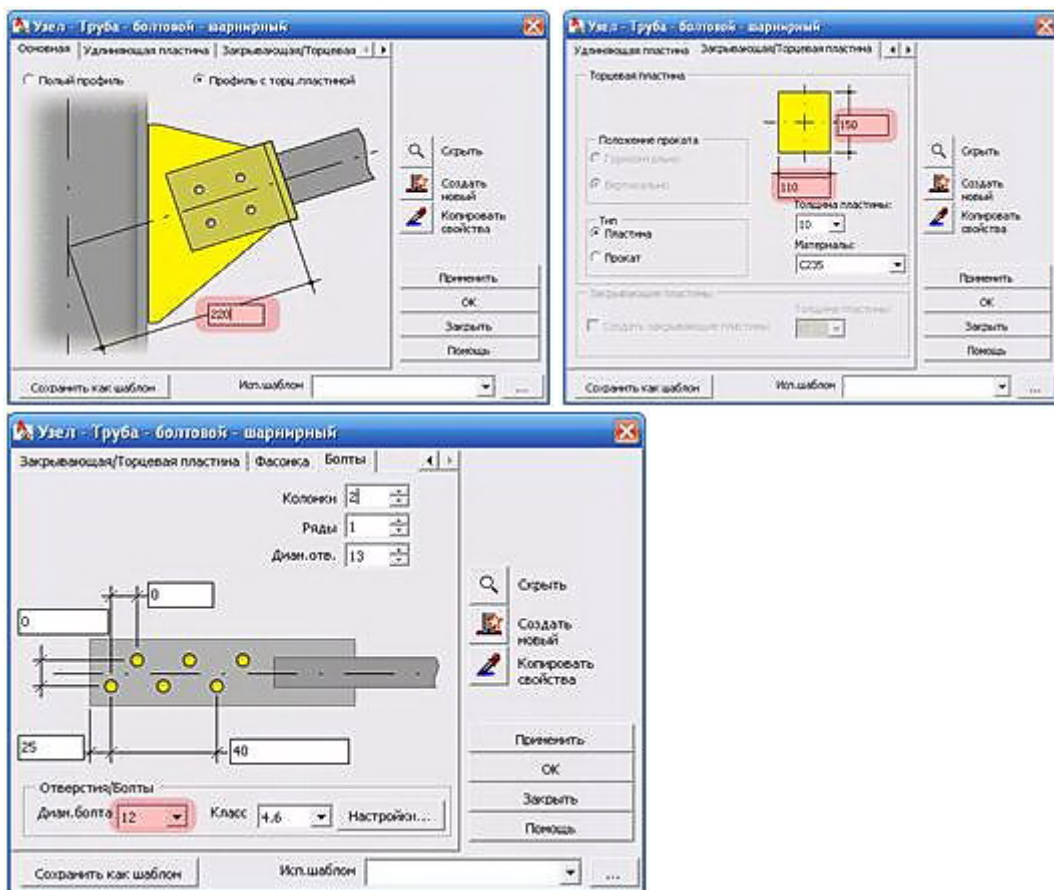 Узел - Труба - болтовой - шарнирный
Основная
Удлиняющая пластина
Закрывающая/Торцевая
Полый профиль
Профиль с торц.пластиной
220
Скрыть
Создать новый
Копировать свойства
Применить
ОК
Закрыть
Помощь
Сохранить как шаблон
Исп.шаблон
...
Узел - Труба - болтовой - шарнирный
Удлиняющая пластина
Закрывающая/Торцевая пластина
Торцевая пластина
150
110
Положение проката
Горизонтально
Вертикально
Тип
Пластина
Прокат
Толщина пластины:
10
Материалы:
C235
Закрывающие пластины
Создать закрывающие пластины
Толщина пластины:
Скрыть
Создать новый
Копировать свойства
Применить
ОК
Закрыть
Помощь
Сохранить как шаблон
Исп.шаблон
...
Узел - Труба - болтовой - шарнирный
Закрывающая/Торцевая пластина
Фасонка
Болты
Колонки 2
Ряды 1
Диам.отв. 13
0
0
25
40
Отверстия/Болты
Диам.болта 12
Класс 4.6
Настройки...
Скрыть
Создать новый
Копировать свойства
Применить
ОК
Закрыть
Помощь
Сохранить как шаблон
Исп.шаблон
...